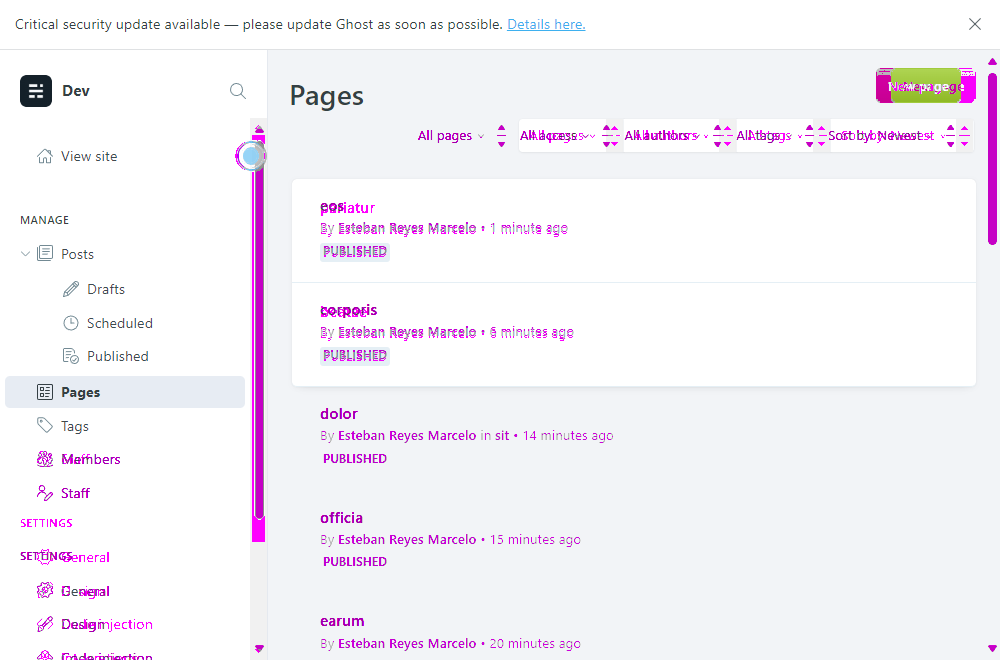 Critical security update available — please update Ghost as soon as possible. Details here.
Dev
View site
MANAGE
Posts
Drafts
Scheduled
Published
Pages
Tags
Members
Staff
SETTINGS
SETTINGS
General
General
Design
Pages
New page
All pages
All access
All authors
All tags
Sort by: Newest
pariatur
By Esteban Reyes Marcelo • 1 minute ago
PUBLISHED
corporis
By Esteban Reyes Marcelo • 6 minutes ago
PUBLISHED
dolor
By Esteban Reyes Marcelo in sit • 14 minutes ago
PUBLISHED
officia
By Esteban Reyes Marcelo • 15 minutes ago
PUBLISHED
earum
By Esteban Reyes Marcelo • 20 minutes ago